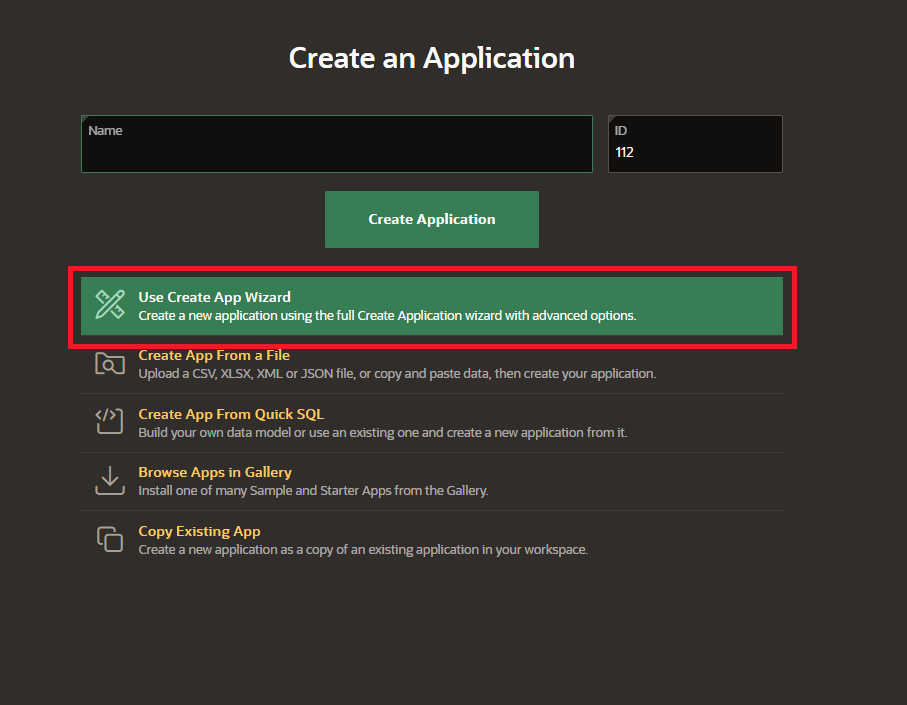 Create an Application
Name
ID
112
Create Application
Use Create App Wizard
Create a new application using the full Create Application wizard with advanced options.
Create App From a File
Upload a CSV, XLSX, XML or JSON file, or copy and paste data, then create your application.
Create App From Quick SQL
Build your own data model or use an existing one and create a new application from it.
Browse Apps in Gallery
Install one of many Sample and Starter Apps from the Gallery.
Copy Existing App
Create a new application as a copy of an existing application in your workspace.